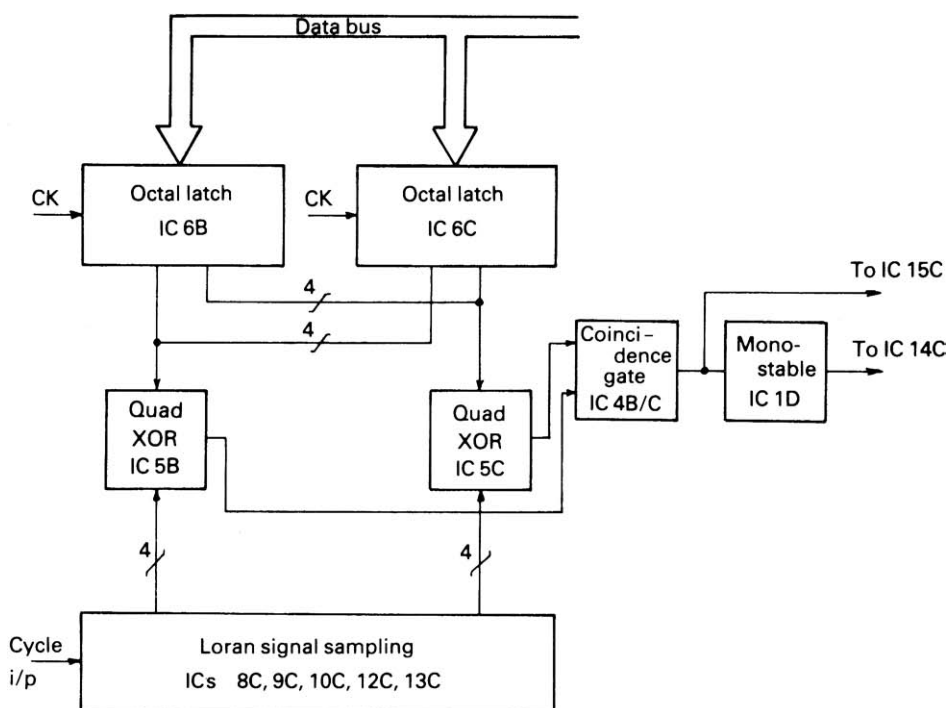 Data bus
CK
Octal latch
IC 6B
CK
Octal latch
IC 6C
4
4
To IC 15C
Coinci-
dence
gate
IC 4B/C
Mono-
stable
IC 1D
To IC 14C
Quad
XOR
IC 5B
Quad
XOR
IC 5C
4
4
Cycle
i/p
Loran signal sampling
ICs 8C, 9C, 10C, 12C, 13C